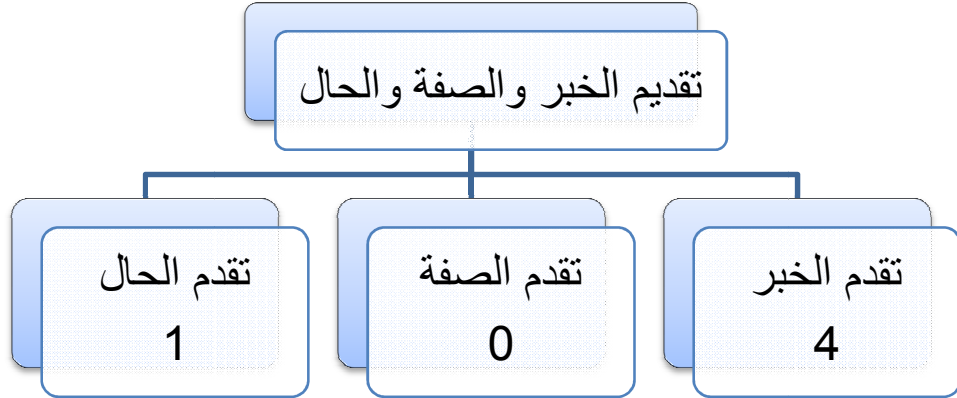 تقديم الخبر والصفة والحال
تقدم الخبر
4
تقدم الصفة
0
تقدم الحال
1